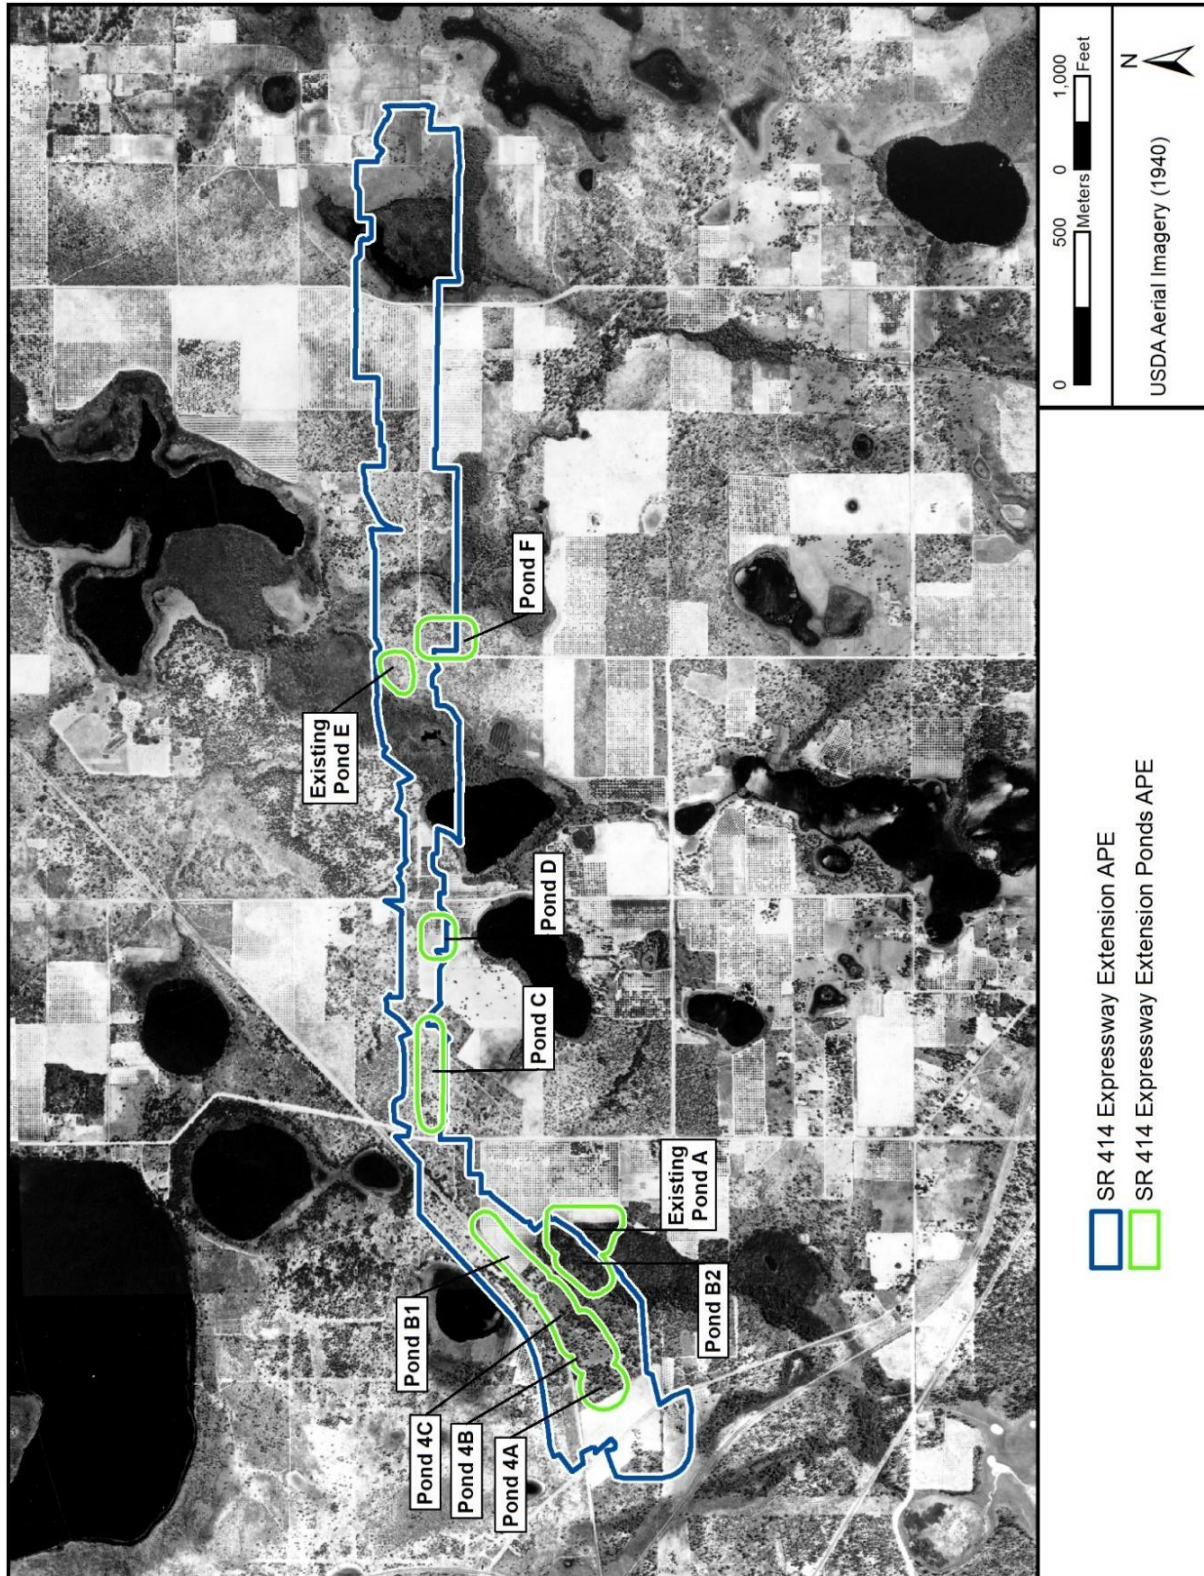 Existing
Pond E
Pond F
Pond D
Pond C
Existing
Pond A
Pond B2
Pond B1
Pond 4C
Pond 4B
Pond 4A
SR 414 Expressway Extension APE
SR 414 Expressway Extension Ponds APE
0 1,000
Feet
0 500
Meters
N
USDA Aerial Imagery (1940)